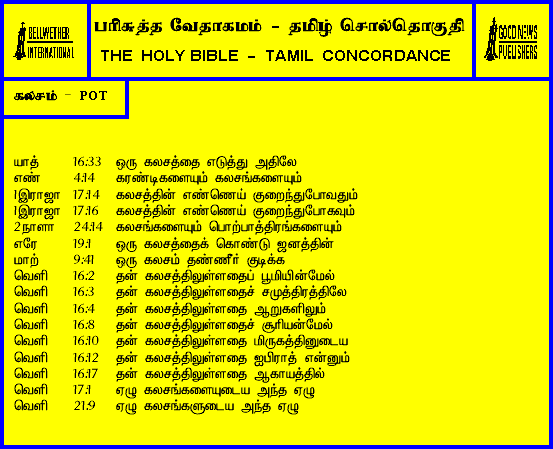 BELLWETHER
INTERNATIONAL
பரிசுத்த வேதாகமம் - தமிழ் சொல்தொகுதி
THE HOLY BIBLE - TAMIL CONCORDANCE
GOOD NEWS
PUBLISHERS
கலசம் - POT
யாத் 16:33 ஒரு கலசத்தை எடுத்து அதிலே
எண் 4:14 கரண்டிகளையும் கலசங்களையும்
1இராஜா 17:14 கலசத்தின் எண்ணெய் குறைந்துபோவதும்
1இராஜா 17:16 கலசத்தின் எண்ணெய் குறைந்துபோகவும்
2நாளா 24:14 கலசங்களையும் பொற்பாத்திரங்களையும்
எரே 19:1 ஒரு கலசத்தைக் கொண்டு ஜனத்தின்
மாற் 9:41 ஒரு கலசம் தண்ணீர் குடிக்க
வெளி 16:2 தன் கலசத்திலுள்ளதைப் பூமியின்மேல்
வெளி 16:3 தன் கலசத்திலுள்ளதைச் சமுத்திரத்திலே
வெளி 16:4 தன் கலசத்திலுள்ளதை ஆறுகளிலும்
வெளி 16:8 தன் கலசத்திலுள்ளதைச் சூரியன்மேல்
வெளி 16:10 தன் கலசத்திலுள்ளதை மிருகத்தினுடைய
வெளி 16:12 தன் கலசத்திலுள்ளதை ஐபிராத் என்னும்
வெளி 16:17 தன் கலசத்திலுள்ளதை ஆகாயத்தில்
வெளி 17:1 ஏழு கலசங்களையுடைய அந்த ஏழு
வெளி 21:9 ஏழு கலசங்களுடைய அந்த ஏழு